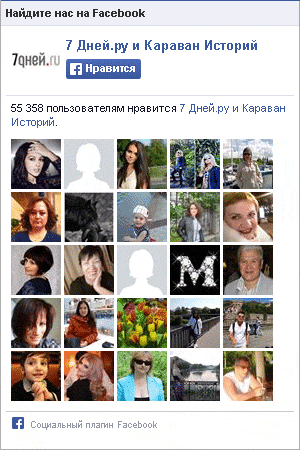 Найдите нас на Facebook
7дней.ru
7 Дней.ру и Караван Историй
Нравится
55 358 пользователям нравится 7 Дней.ру и Караван
Историй.
M
Социальный плагин Facebook